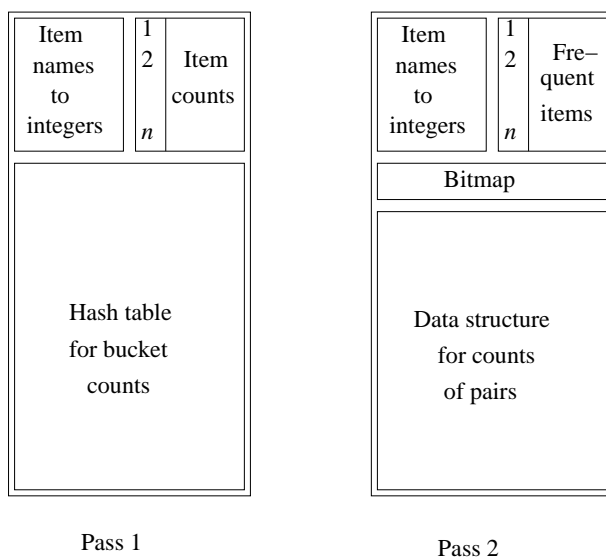 Item
names
to
integers
1
2
n
Item
counts
Hash table
for bucket
counts
Pass 1
Item
names
to
integers
1
2
n
Fre–
quent
items
Bitmap
Data structure
for counts
of pairs
Pass 2